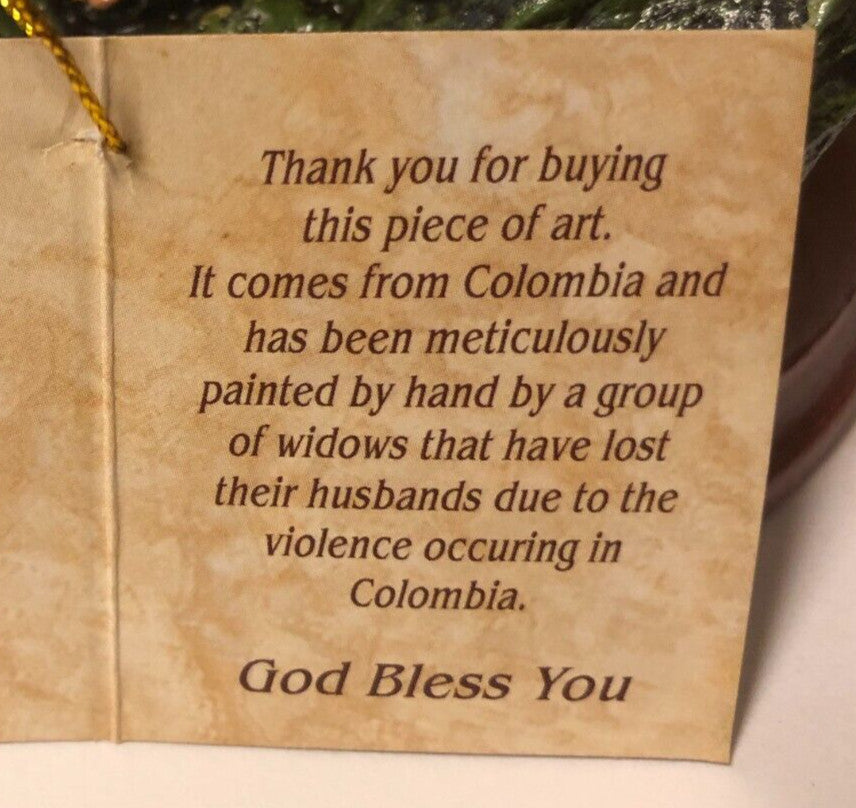 Thank you for buying
this piece of art.
It comes from Colombia and
has been meticulously
painted by hand by a group
of widows that have lost
their husbands due to the
violence occuring in
Colombia.
God Bless You